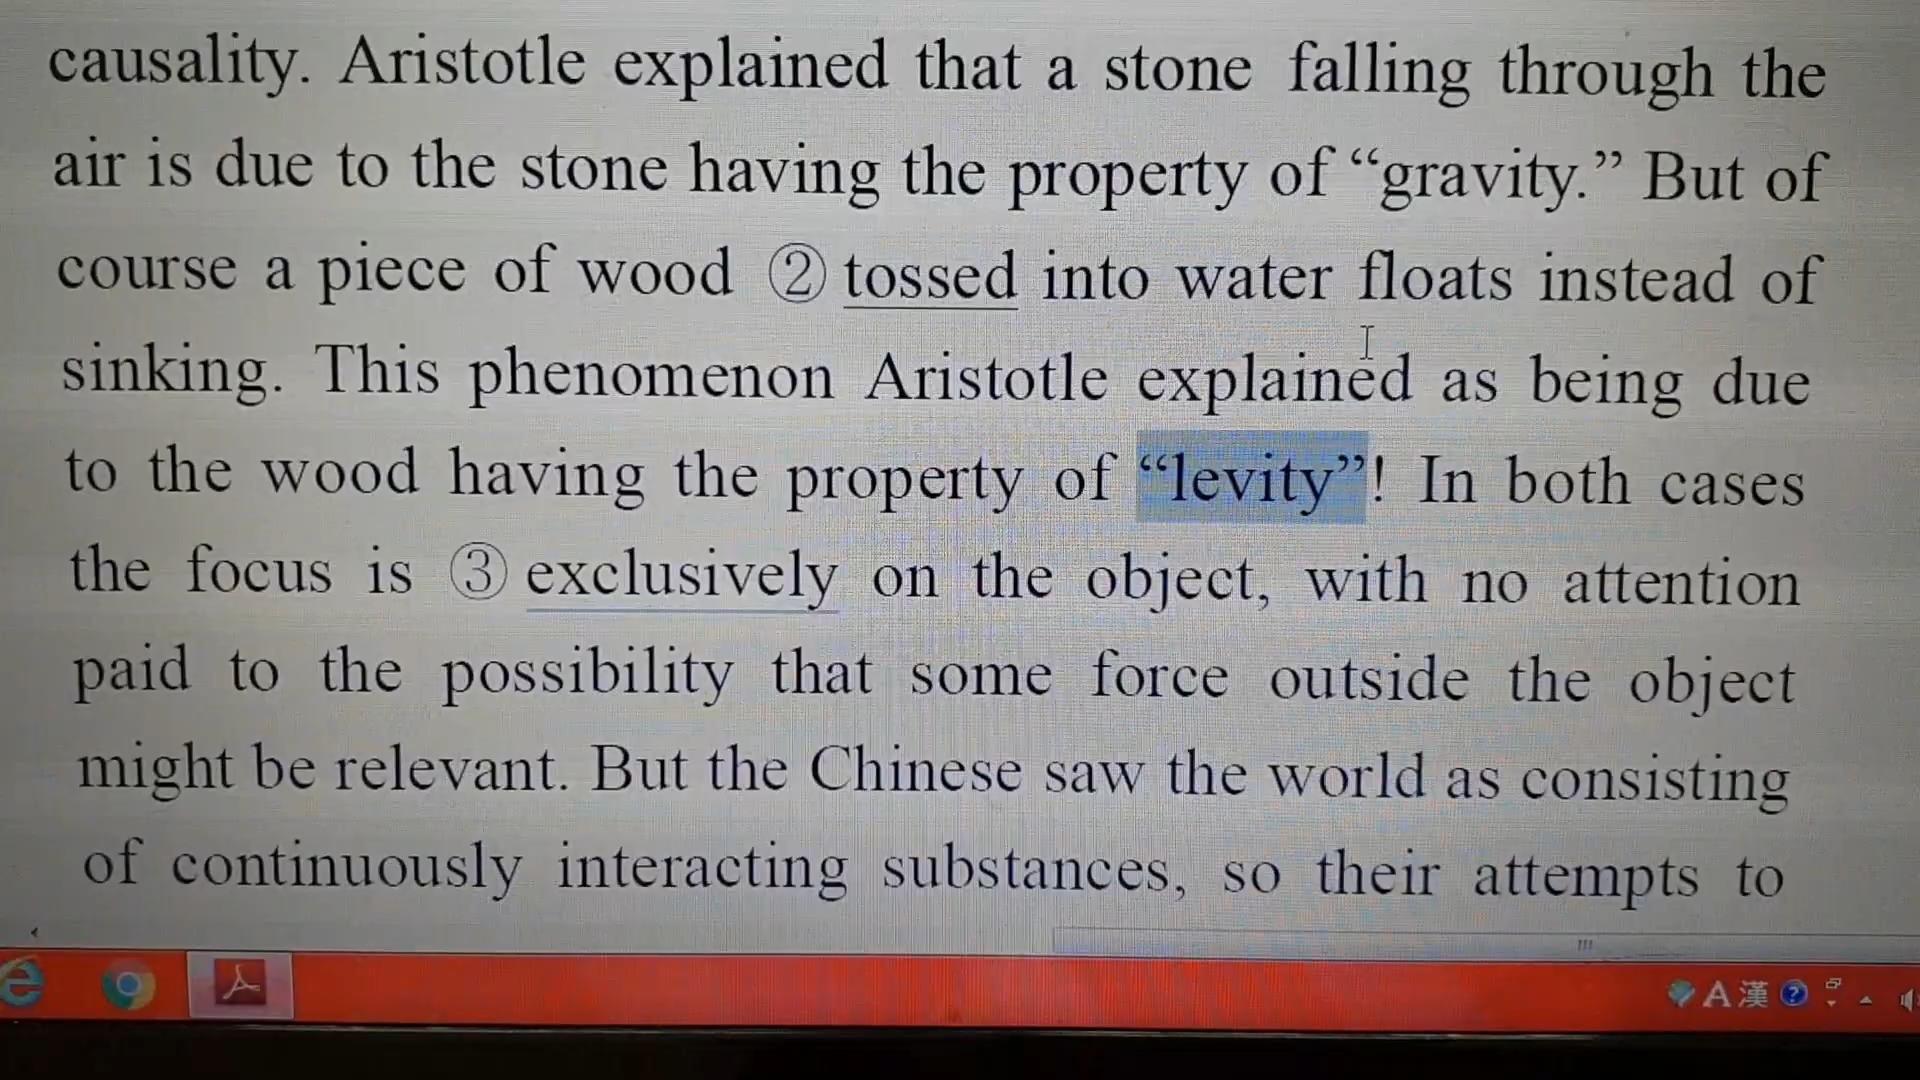 causality. Aristotle explained that a stone falling through the
air is due to the stone having the property of “gravity.” But of
course a piece of wood ② tossed into water floats instead of
sinking. This phenomenon Aristotle explained as being due
to the wood having the property of “levity”! In both cases
the focus is ③ exclusively on the object, with no attention
paid to the possibility that some force outside the object
might be relevant. But the Chinese saw the world as consisting
of continuously interacting substances, so their attempts to
A 漢 ?